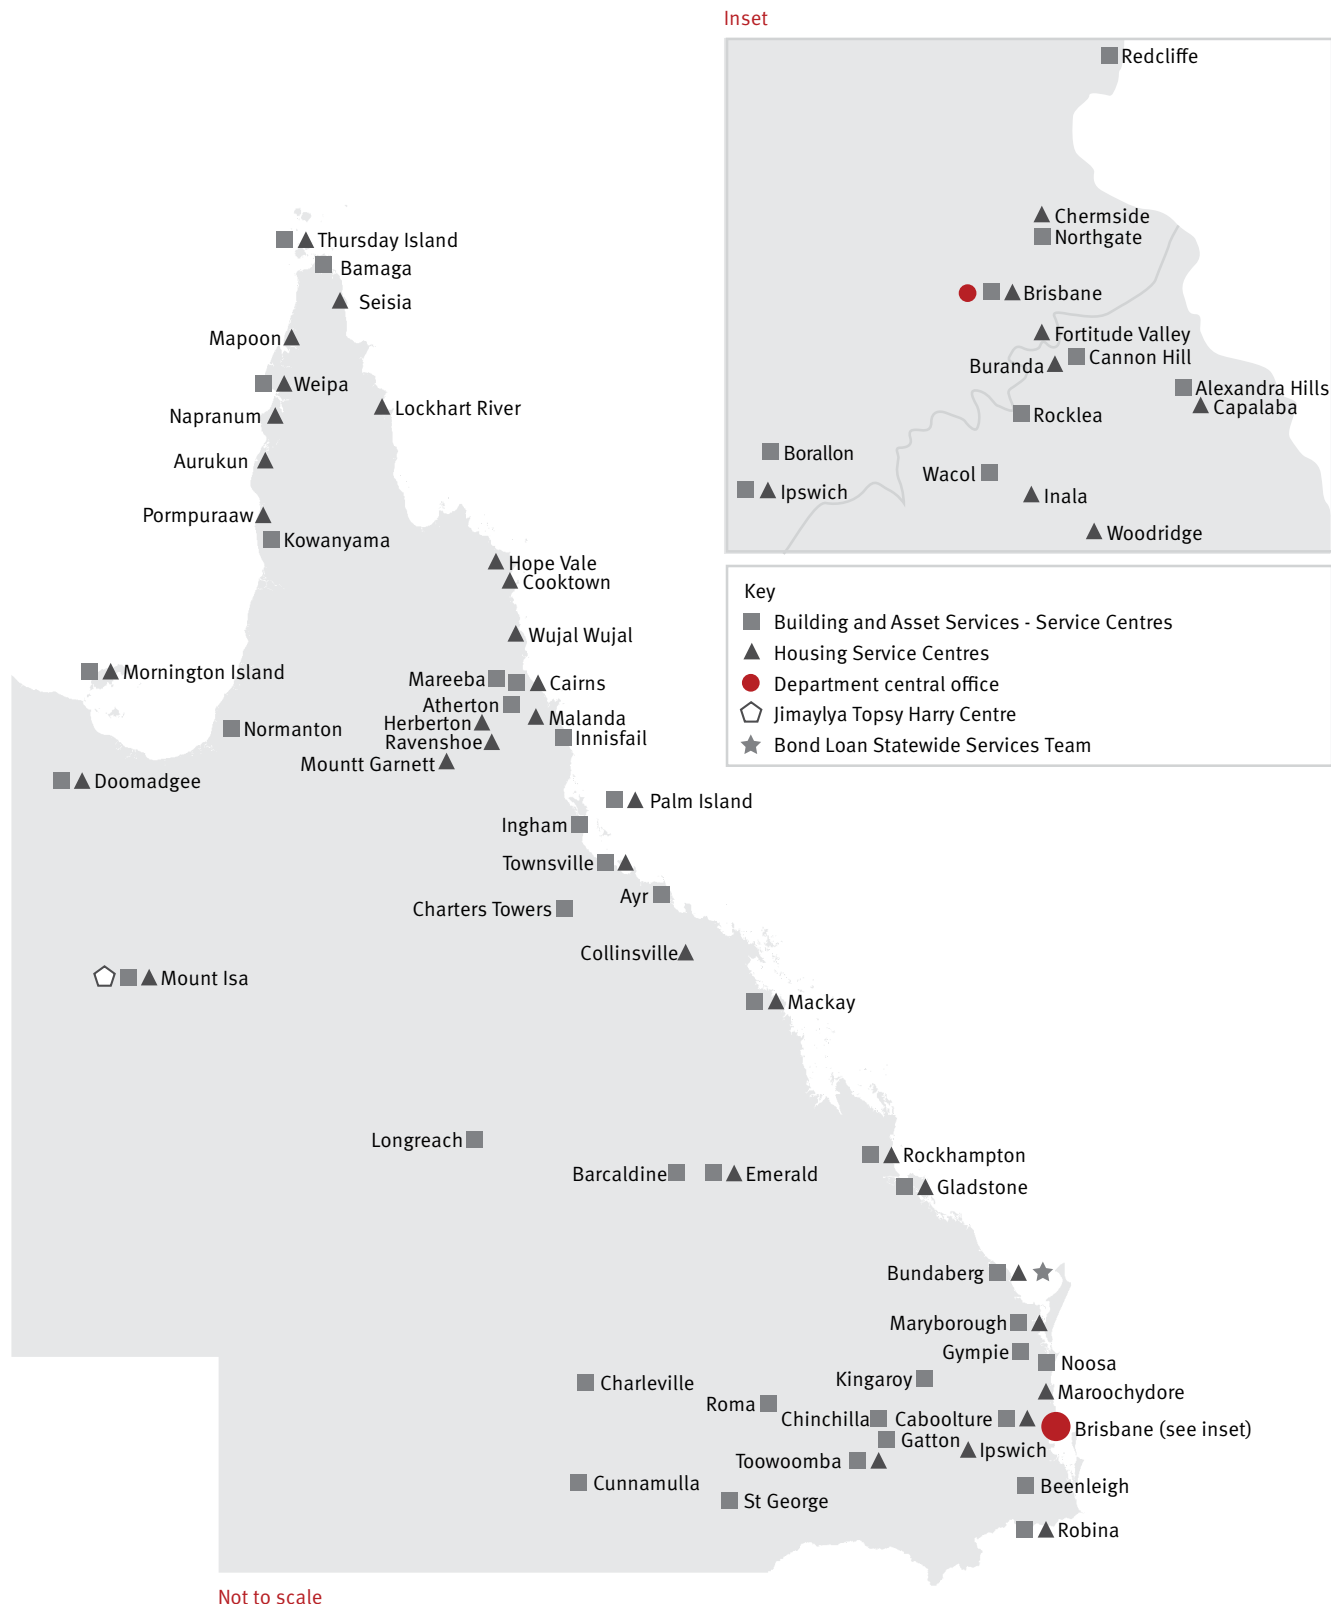 Inset
Redcliffe
Chermside
Northgate
Brisbane
Fortitude Valley
Cannon Hill
Buranda
Alexandra Hills
Capalaba
Rocklea
Borallon
Wacol
Ipswich
Inala
Woodridge
Key
Building and Asset Services - Service Centres
Housing Service Centres
Department central office
Jimaylya Topsy Harry Centre
Bond Loan Statewide Services Team
Thursday Island
Bamaga
Seisia
Mapoon
Weipa
Napranum
Lockhart River
Aurukun
Pormpuraaw
Kowanyama
Hope Vale
Cooktown
Wujal Wujal
Mornington Island
Mareeba
Cairns
Atherton
Malanda
Herberton
Normanton
Innisfail
Ravenshoe
Mountt Garnett
Doomadgee
Palm Island
Ingham
Townsville
Ayr
Charters Towers
Collinsville
Mount Isa
Mackay
Longreach
Rockhampton
Barcaldine
Emerald
Gladstone
Bundaberg
Maryborough
Gympie
Noosa
Kingaroy
Charleville
Maroochydore
Roma
Chinchilla
Caboolture
Brisbane (see inset)
Gatton
Ipswich
Toowoomba
Cunnamulla
Beenleigh
St George
Robina
Not to scale